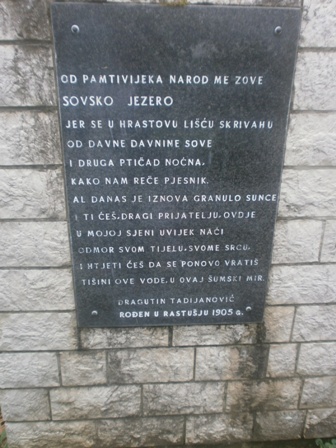 OD PAMTIVIJEKA NAROD ME ZOVE
SOVSKO JEZERO
JER SE U HRASTOVU LIŠĆU SKRIVAHU
OD DAVNE DAVNINE SOVE
I DRUGA PTIČAD NOĆNA,
KAKO NAM REČE PJESNIK.
AL DANAS JE IZNOVA GRANULO SUNCE
I TI ĆEŠ, DRAGI PRIJATELJU, OVDJE
U MOJOJ SJENI UVIJEK NAĆI
ODMOR SVOM TIJELU, SVOME SRCU,
I HTJETI ĆEŠ DA SE PONOVO VRATIŠ
TIŠINI OVE VODE, U OVAJ ŠUMSKI MIR.
DRAGUTIN TADIJANOVIĆ
ROĐEN U RASTUŠJU 1905 G.